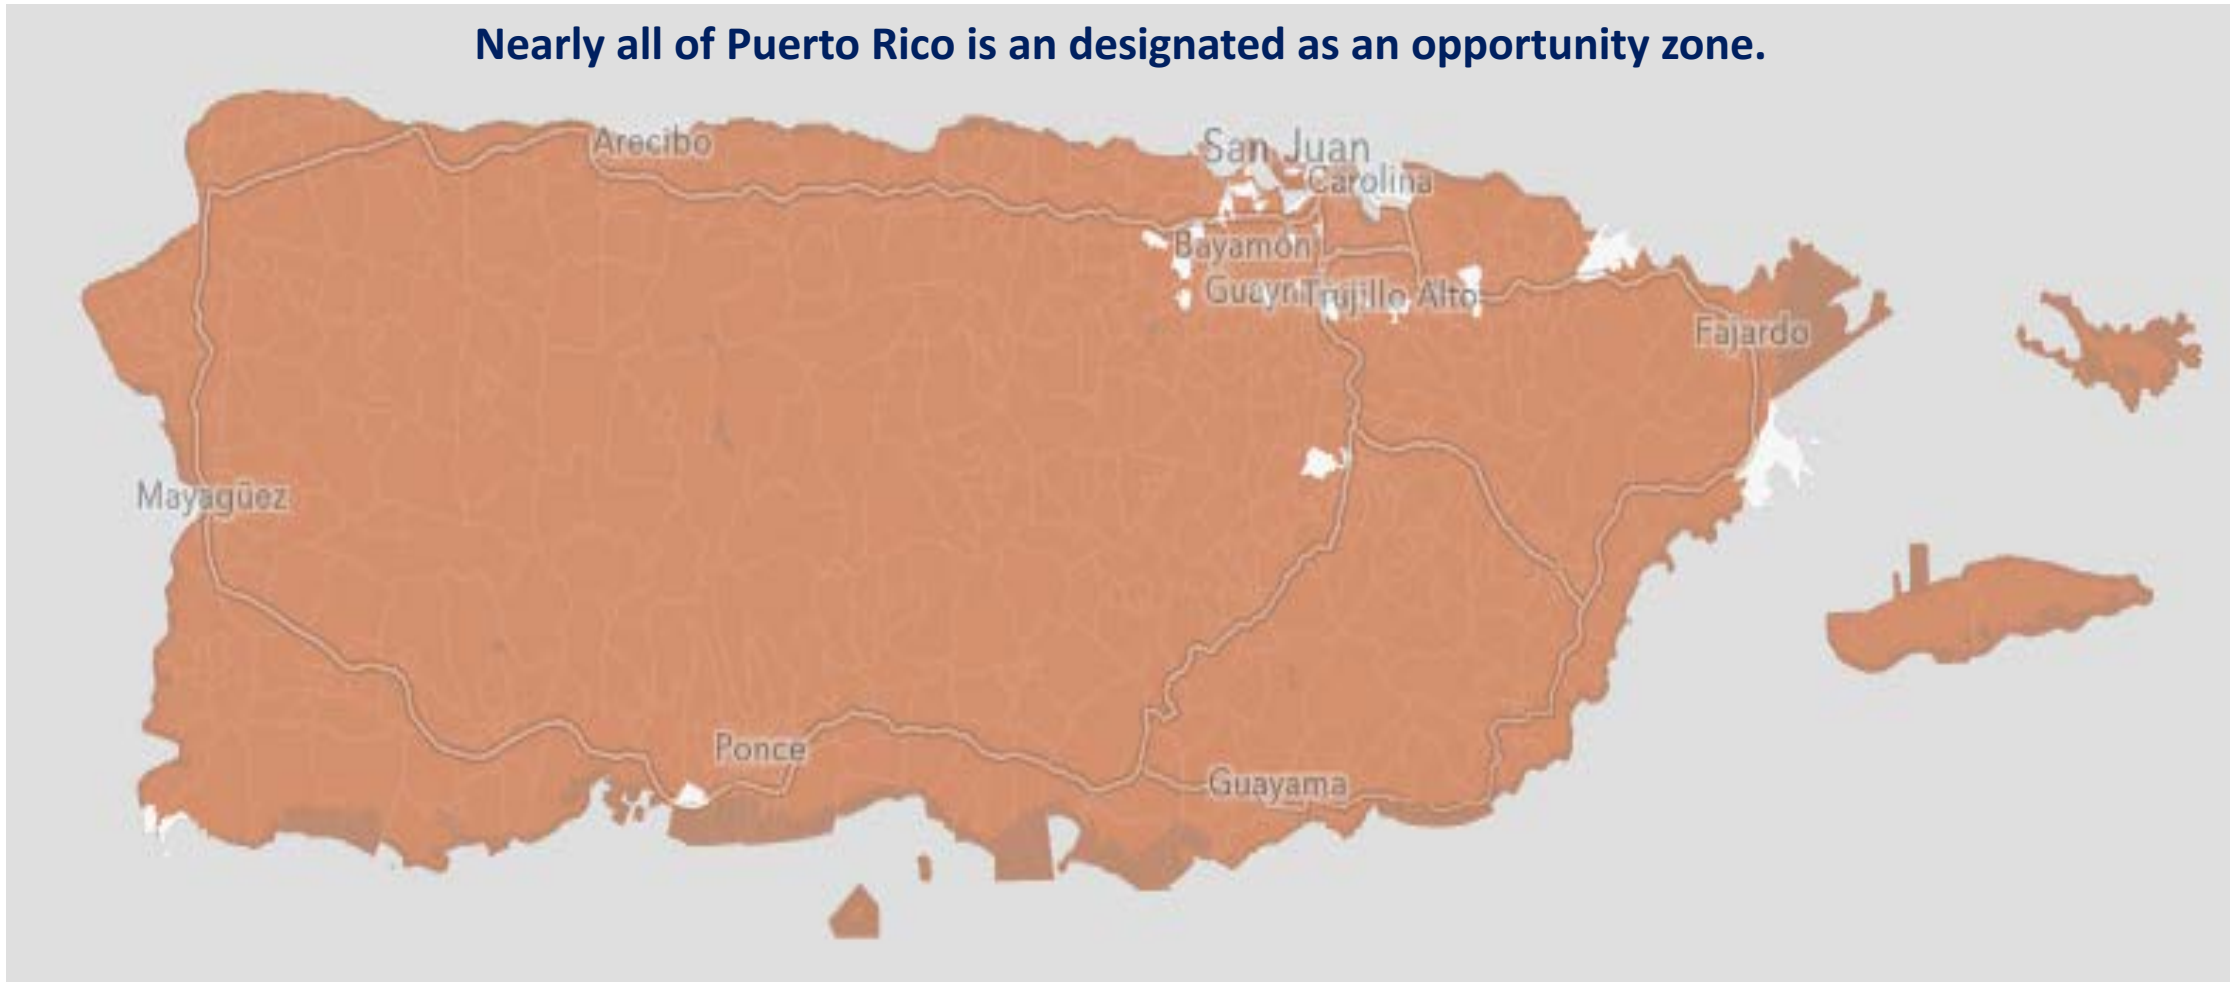 Nearly all of Puerto Rico is an designated as an opportunity zone.
Arecibo
San Juan
Carolina
Bayamón
Trujillo Alto
Fajardo
Mayagüez
Ponce
Guayama